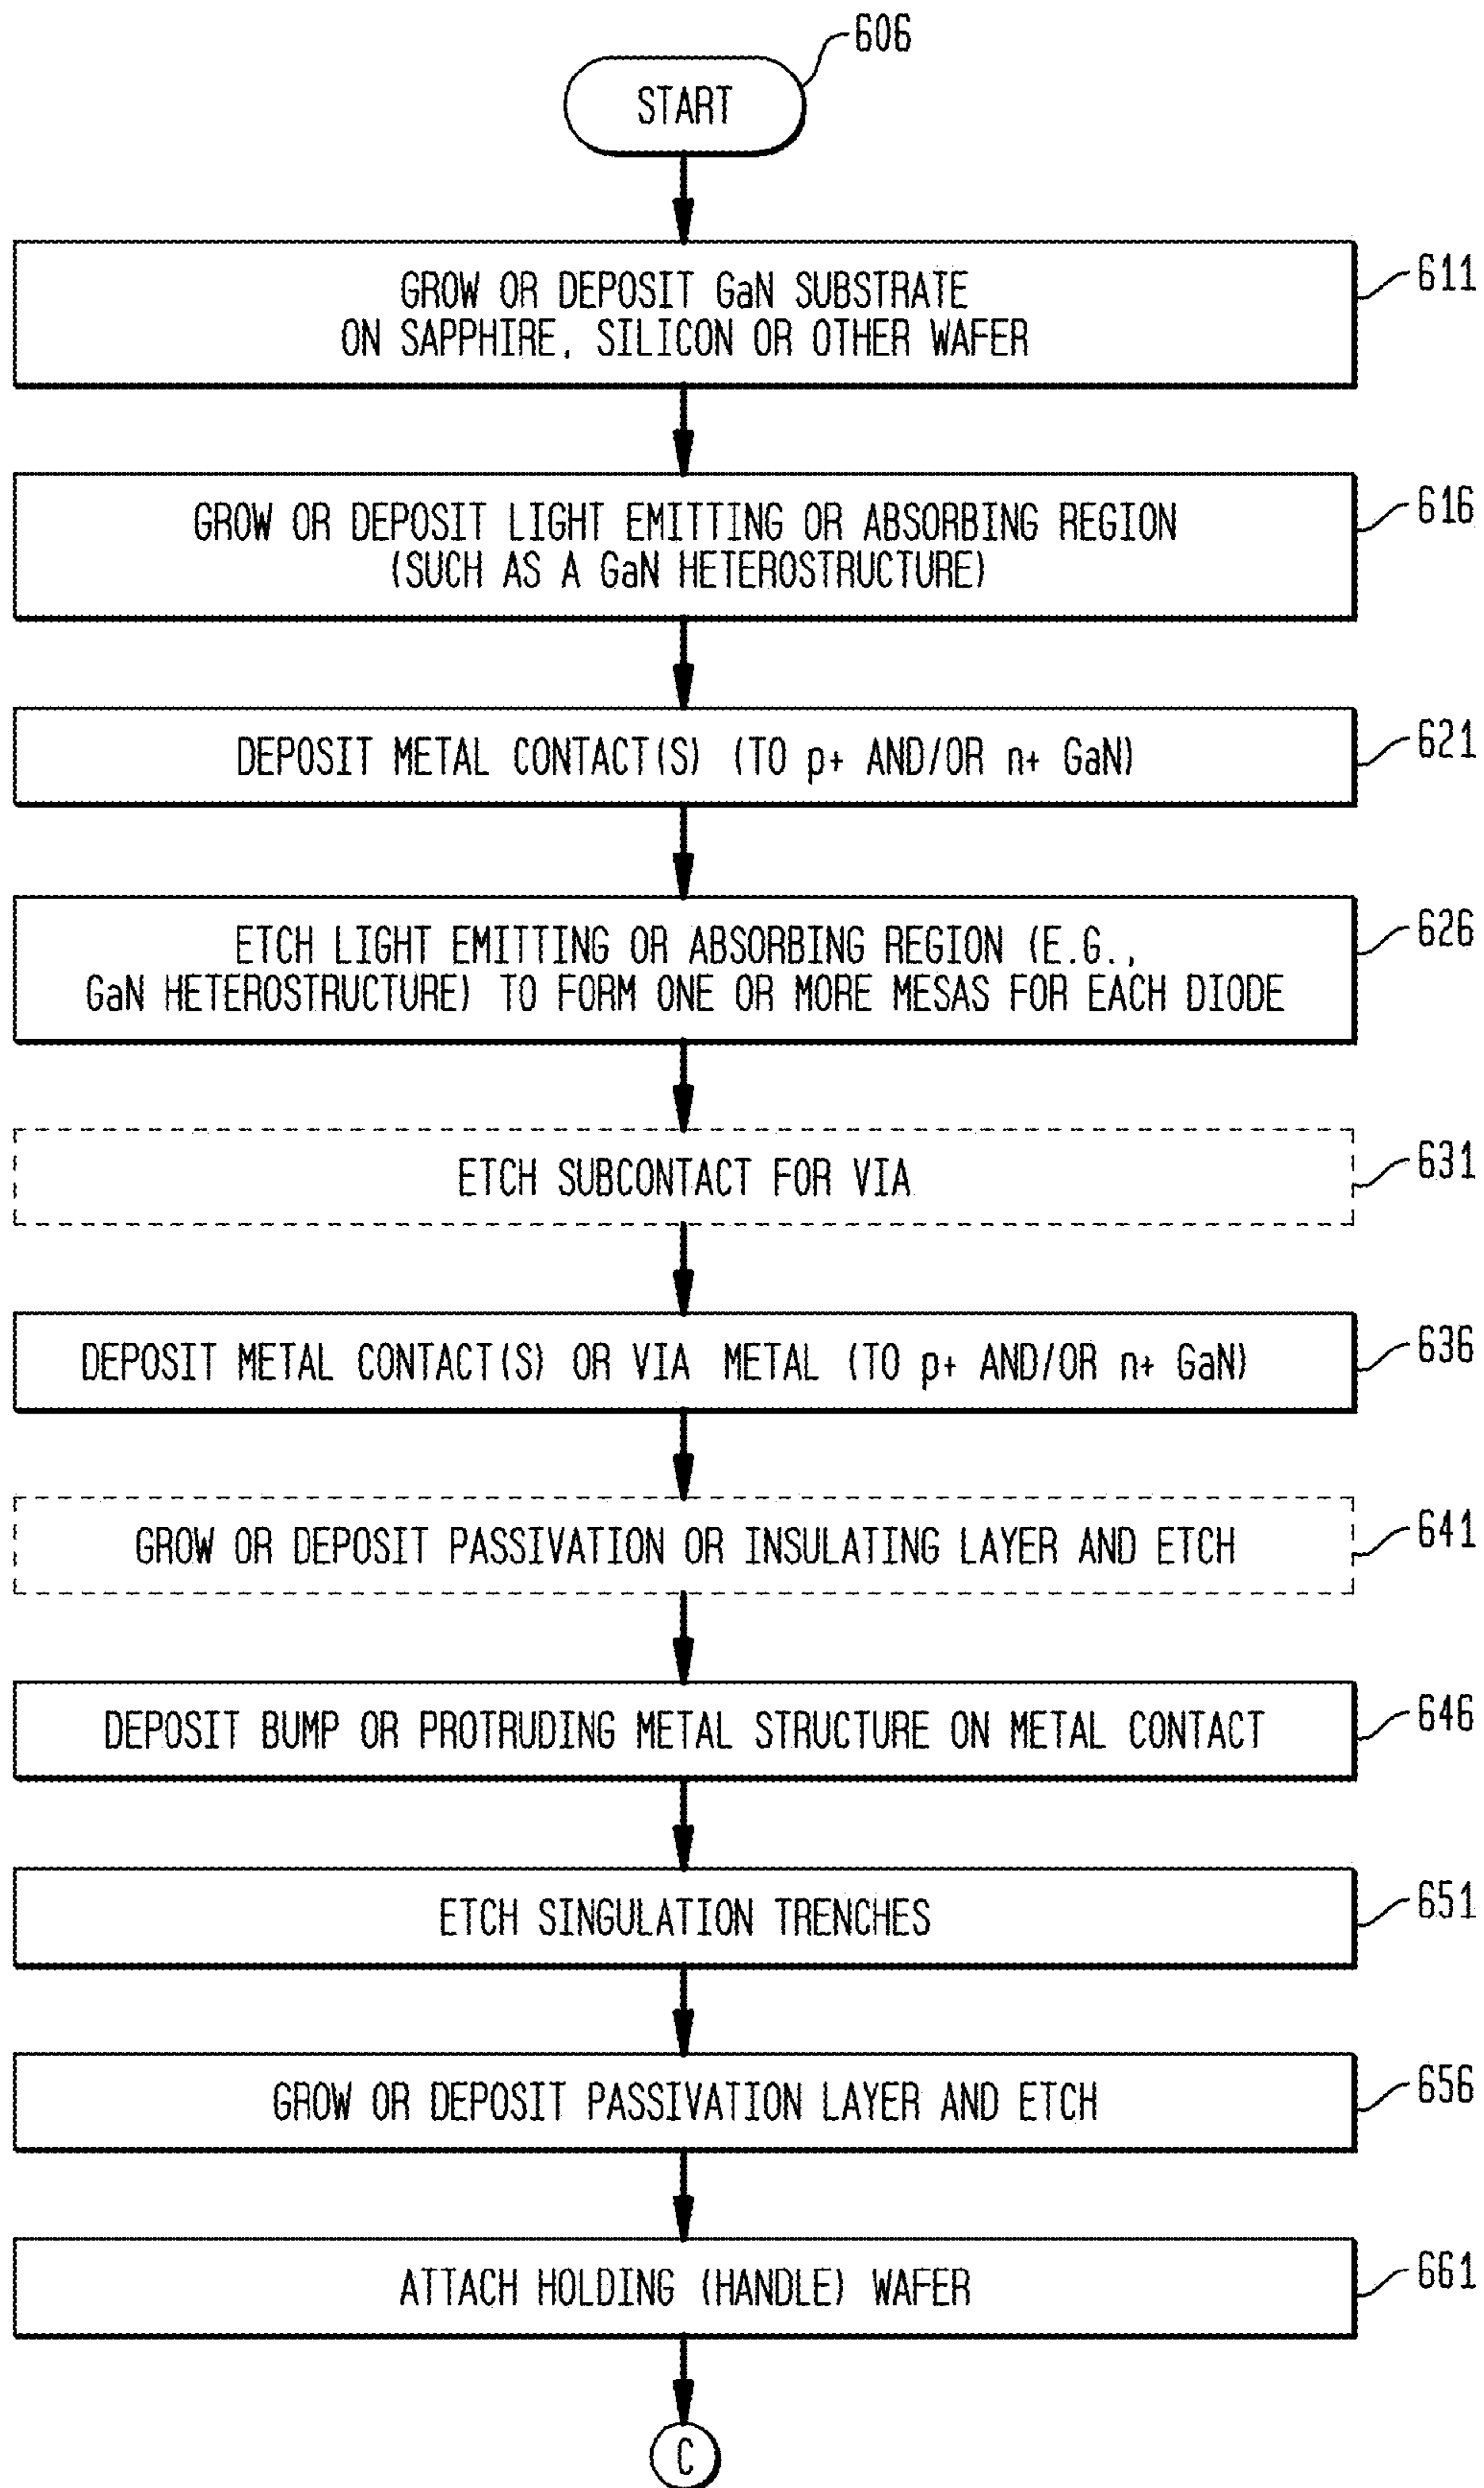 606
START
611
GROW OR DEPOSIT GaN SUBSTRATE
ON SAPPHIRE, SILICON OR OTHER WAFER
616
GROW OR DEPOSIT LIGHT EMITTING OR ABSORBING REGION
(SUCH AS A GaN HETEROSTRUCTURE)
621
DEPOSIT METAL CONTACT(S) (TO p+ AND/OR n+ GaN)
626
ETCH LIGHT EMITTING OR ABSORBING REGION (E.G.,
GaN HETEROSTRUCTURE) TO FORM ONE OR MORE MESAS FOR EACH DIODE
631
ETCH SUBCONTACT FOR VIA
636
DEPOSIT METAL CONTACT(S) OR VIA METAL (TO p+ AND/OR n+ GaN)
641
GROW OR DEPOSIT PASSIVATION OR INSULATING LAYER AND ETCH
646
DEPOSIT BUMP OR PROTRUDING METAL STRUCTURE ON METAL CONTACT
651
ETCH SINGULATION TRENCHES
656
GROW OR DEPOSIT PASSIVATION LAYER AND ETCH
661
ATTACH HOLDING (HANDLE) WAFER
C